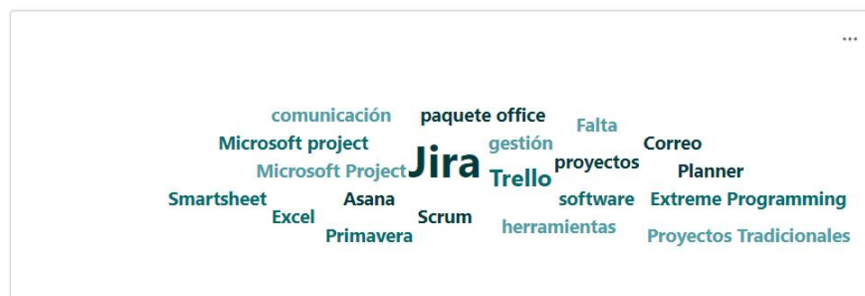 ...
comunicación
paquete office
Falta
Microsoft project
gestión
Correo
Jira
proyectos
Microsoft Project
Trello
Planner
Smartsheet
Asana
software
Extreme Programming
Excel
Scrum
herramientas
Primavera
Proyectos Tradicionales